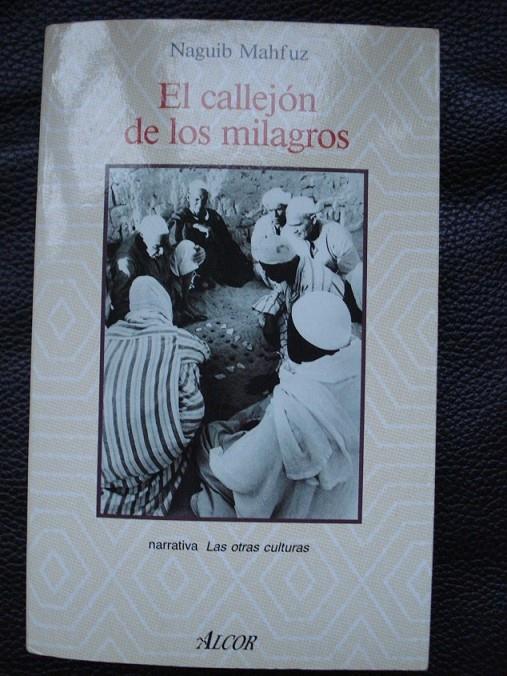 Naguib Mahfuz
El callejón
de los milagros
narrativa Las otras culturas
ALCOR